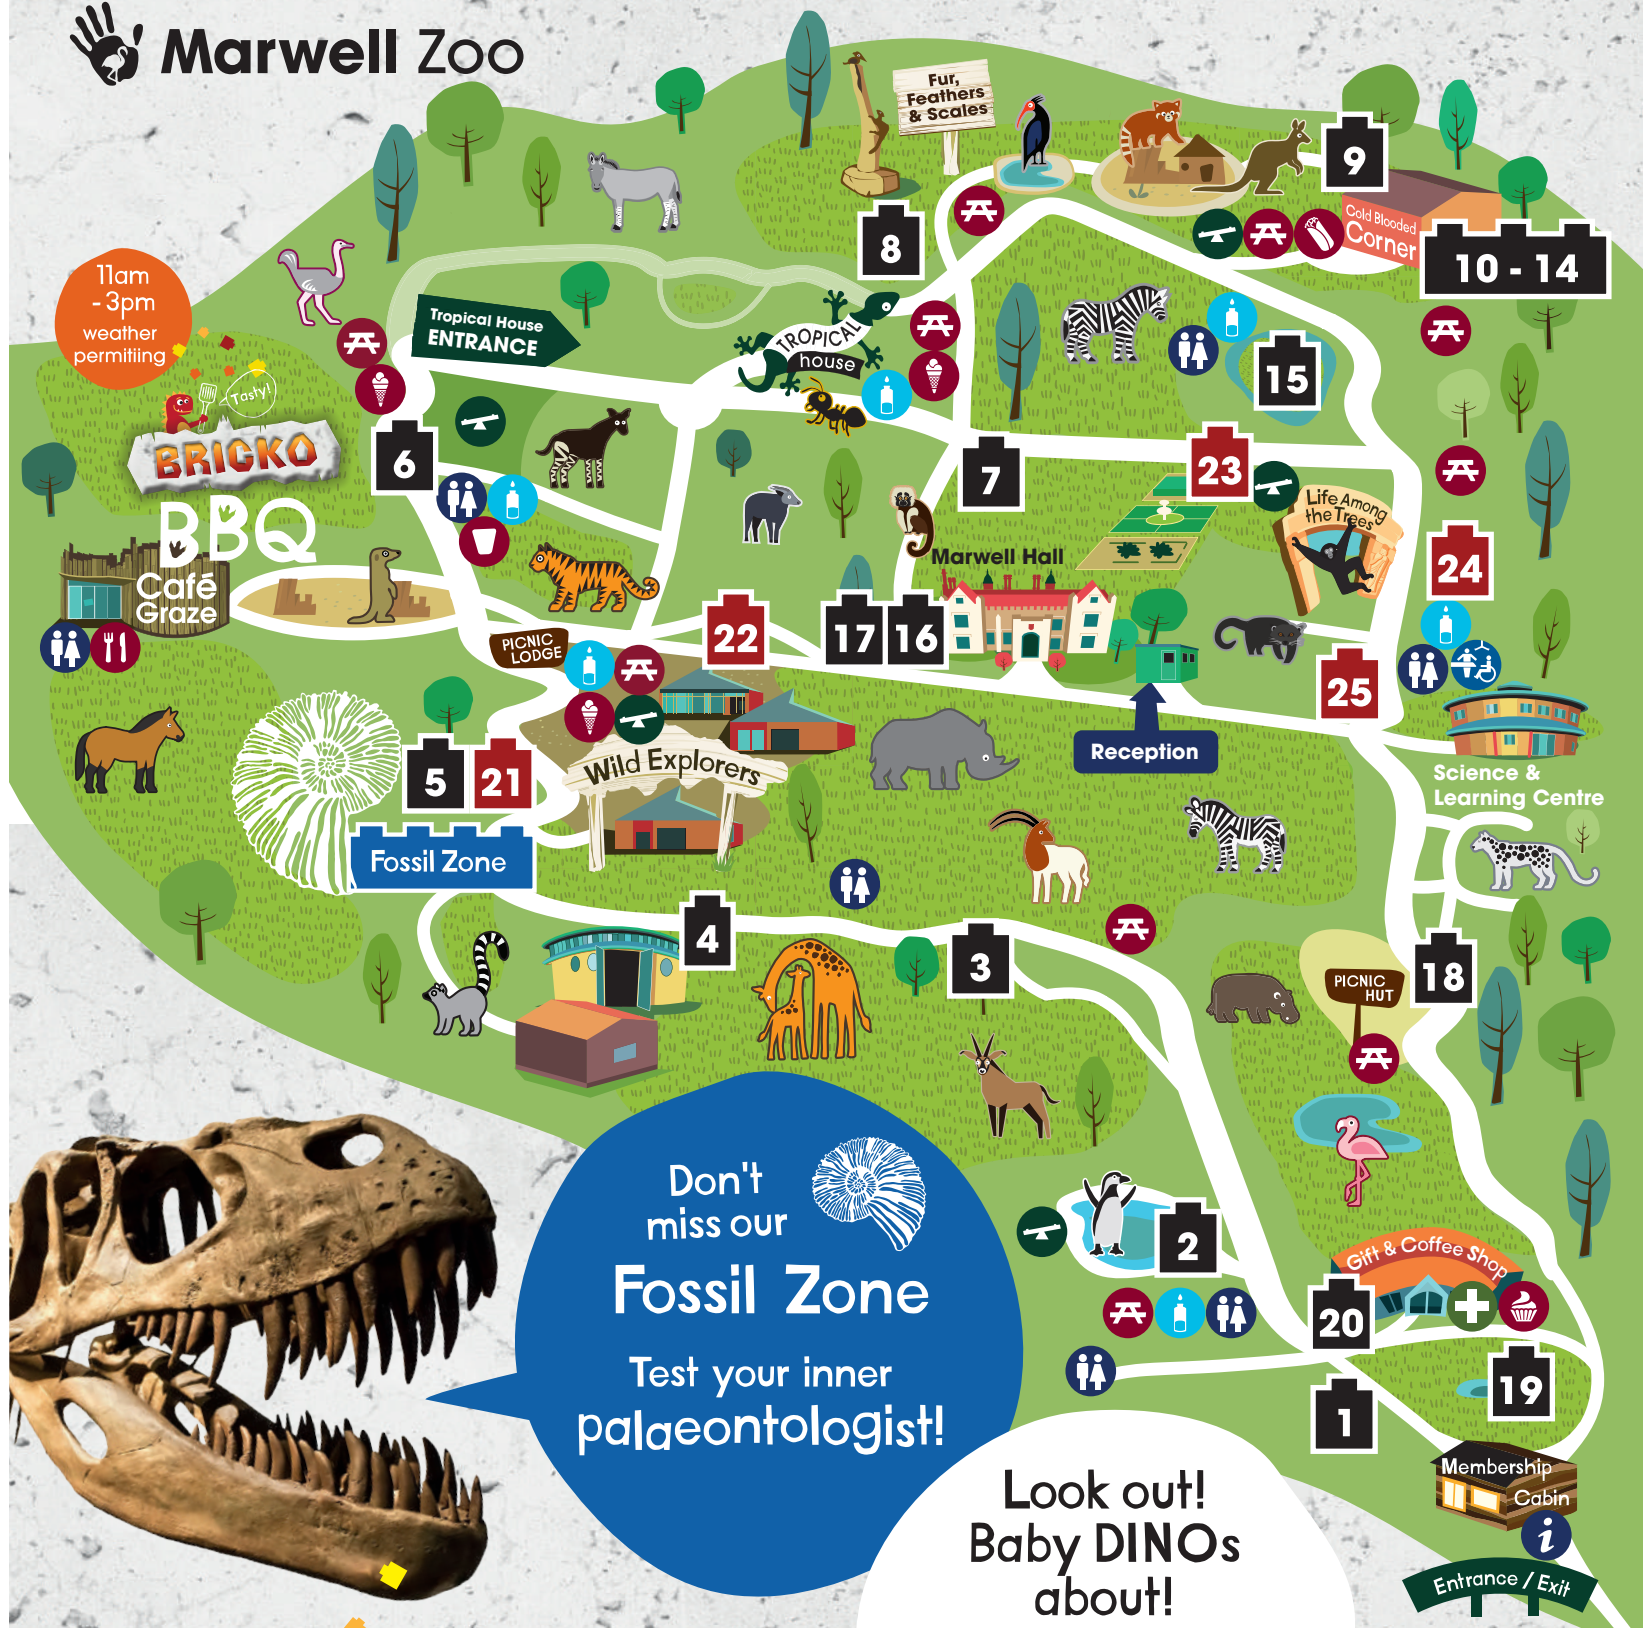 Marwell Zoo
Fur,
Feathers
& Scales
9
Cold Blooded
Corner
10 - 14
8
11am
- 3pm
weather
permitiing
Tasty!
BRICKO
BBQ
Café
Graze
Tropical House
ENTRANCE
TROPICAL
house
15
6
7
23
Life Among
the Trees
24
Marwell Hall
PICNIC
LODGE
22
17
16
25
Reception
Science &
Learning Centre
5
21
Wild Explorers
Fossil Zone
4
3
PICNIC
HUT
18
2
Gift & Coffee Shop
20
19
1
Membership
Cabin
i
Entrance / Exit
Don't
miss our
Fossil Zone
Test your inner
palaeontologist!
Look out!
Baby DINOs
about!